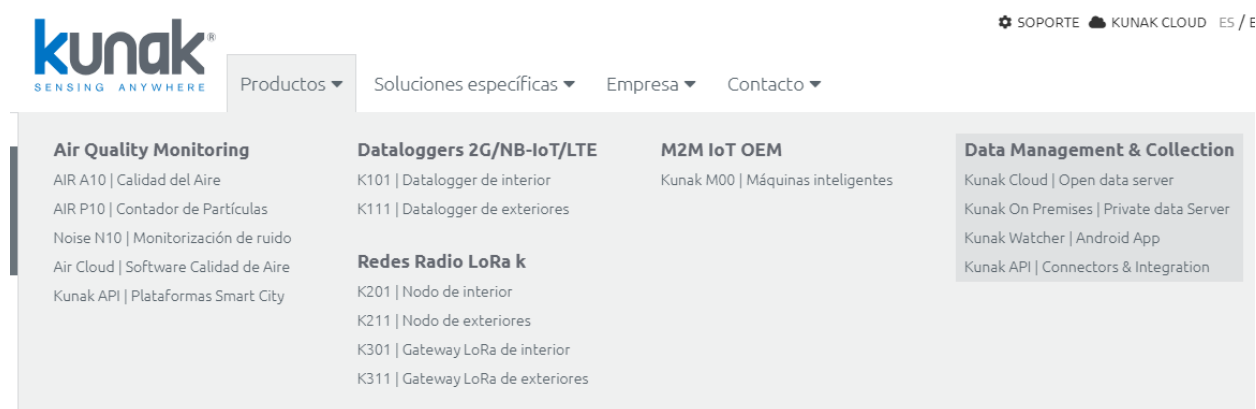 SOPORTE KUNAK CLOUD ES / E
kunak®
SENSING ANYWHERE
Productos Soluciones específicas Empresa Contacto
Air Quality Monitoring
AIR A10 | Calidad del Aire
AIR P10 | Contador de Partículas
Noise N10 | Monitorización de ruido
Air Cloud | Software Calidad de Aire
Kunak API | Plataformas Smart City
Dataloggers 2G/NB-IoT/LTE
K101 | Datalogger de interior
K111 | Datalogger de exteriores
Redes Radio LoRa k
K201 | Nodo de interior
K211 | Nodo de exteriores
K301 | Gateway LoRa de interior
K311 | Gateway LoRa de exteriores
M2M IoT OEM
Kunak M00 | Máquinas inteligentes
Data Management & Collection
Kunak Cloud | Open data server
Kunak On Premises | Private data Server
Kunak Watcher | Android App
Kunak API | Connectors & Integration